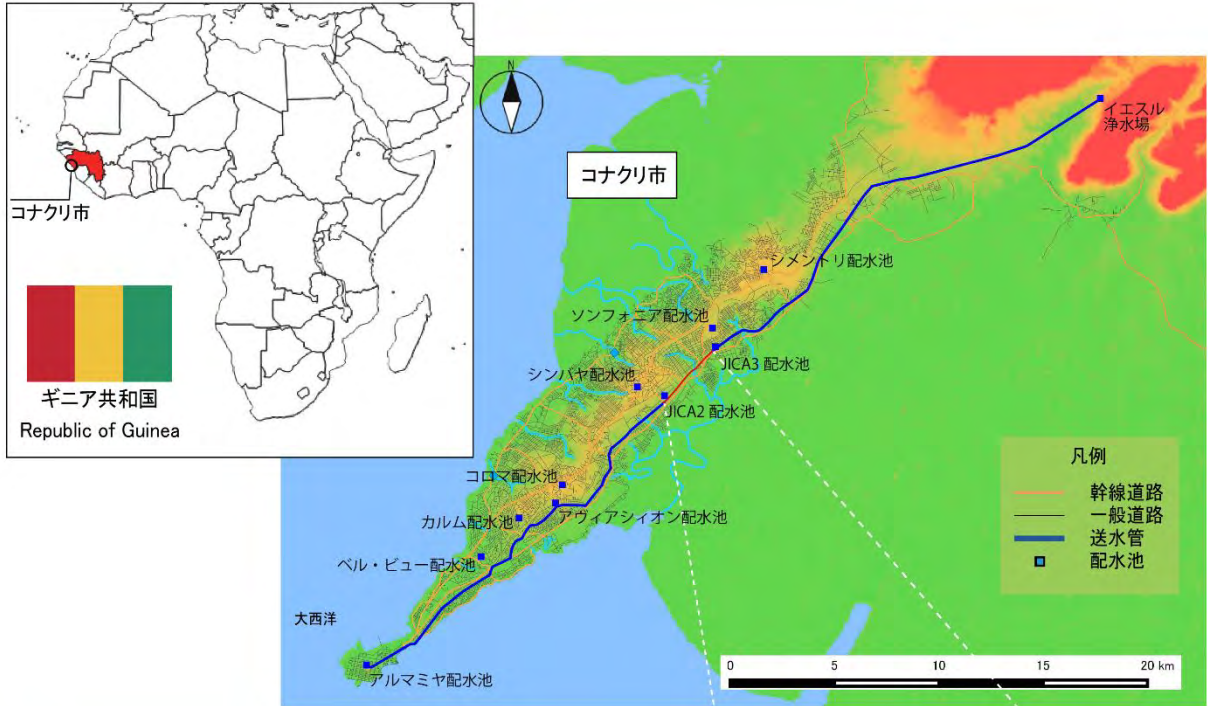 コナクリ市
ギニア共和国
Republic of Guinea
N
コナクリ市
イエスル
浄水場
シメントリ配水池
ソンフォニア配水池
JICA3 配水池
シンバヤ配水池
JICA2 配水池
コロマ配水池
アヴィアシィオン配水池
カルム配水池
ベル・ビュー配水池
大西洋
アルマミヤ配水池
凡例
幹線道路
一般道路
送水管
配水池
0 5 10 15 20 km